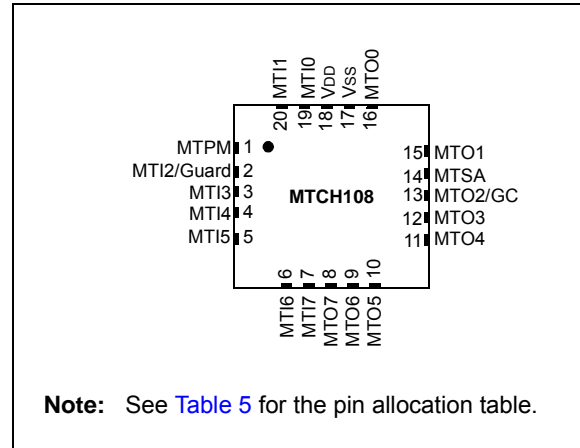 20 MTI1
19 MTI0
18 VDD
17 VSS
16 MTO0
MTPM 1
MTI2/Guard 2
MTI3 3
MTI4 4
MTI5 5
MTCH108
15 MTO1
14 MTSA
13 MTO2/GC
12 MTO3
11 MTO4
MTI6 6
MTI7 7
MTO7 8
MTO6 9
MTO5 10
Note: See Table 5 for the pin allocation table.